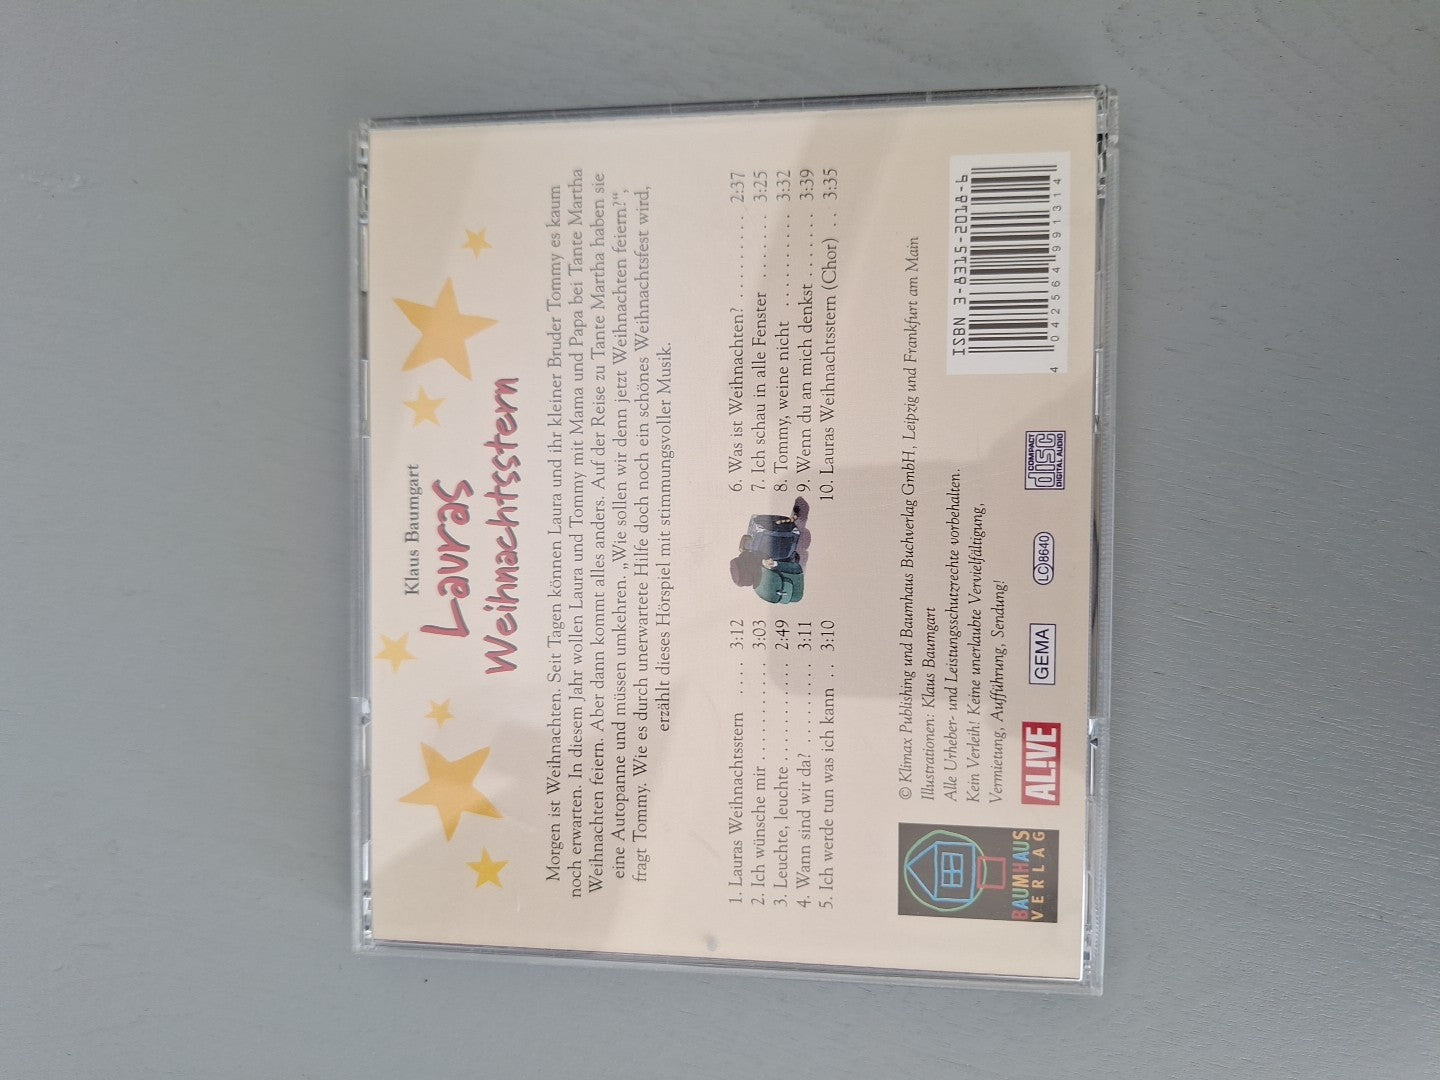 Klaus Baumgart
Lauras
Weihnachtsstern
Morgen ist Weihnachten. Seit Tagen können Laura und ihr kleiner Bruder Tommy es kaum
noch erwarten. In diesem Jahr wollen Laura und Tommy mit Mama und Papa bei Tante Martha
Weihnachten feiern. Aber dann kommt alles anders. Auf der Reise zu Tante Martha haben sie
eine Autopanne und müssen umkehren. „Wie sollen wir denn jetzt Weihnachten feiern?“,
fragt Tommy. Wie es durch unerwartete Hilfe doch noch ein schönes Weihnachtsfest wird,
erzählt dieses Hörspiel mit stimmungsvoller Musik.
1. Lauras Weihnachtsstern .... 3:12
2. Ich wünsche mir .......... 3:03
3. Leuchte, leuchte .......... 2:49
4. Wann sind wir da? ........ 3:11
5. Ich werde tun was ich kann .. 3:10
6. Was ist Weihnachten? ........ 2:37
7. Ich schau in alle Fenster ....... 3:25
8. Tommy, weine nicht .......... 3:32
9. Wenn du an mich denkst ...... 3:39
10. Lauras Weihnachtsstern (Chor) .. 3:35
© Klimax Publishing und Baumhaus Buchverlag GmbH, Leipzig und Frankfurt am Main
Illustrationen: Klaus Baumgart
Alle Urheber- und Leistungsschutzrechte vorbehalten.
Kein Verleih! Keine unerlaubte Vervielfältigung,
Vermietung, Aufführung, Sendung!
BAUMHAUS
VERLAG
AL!VE
GEMA
LC 8640
COMPACT
disc
DIGITAL AUDIO
ISBN 3-8315-2018-6
4 042564 991314